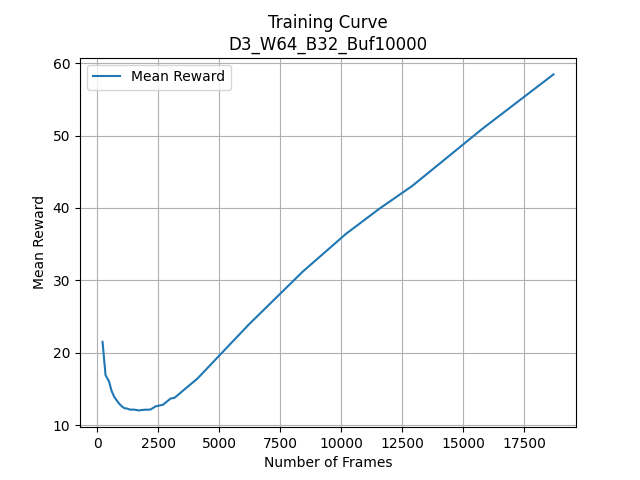 Training Curve
D3_W64_B32_Buf10000
Mean Reward
60
50
40
30
20
10
Mean Reward
0
2500
5000
7500
10000
12500
15000
17500
Number of Frames